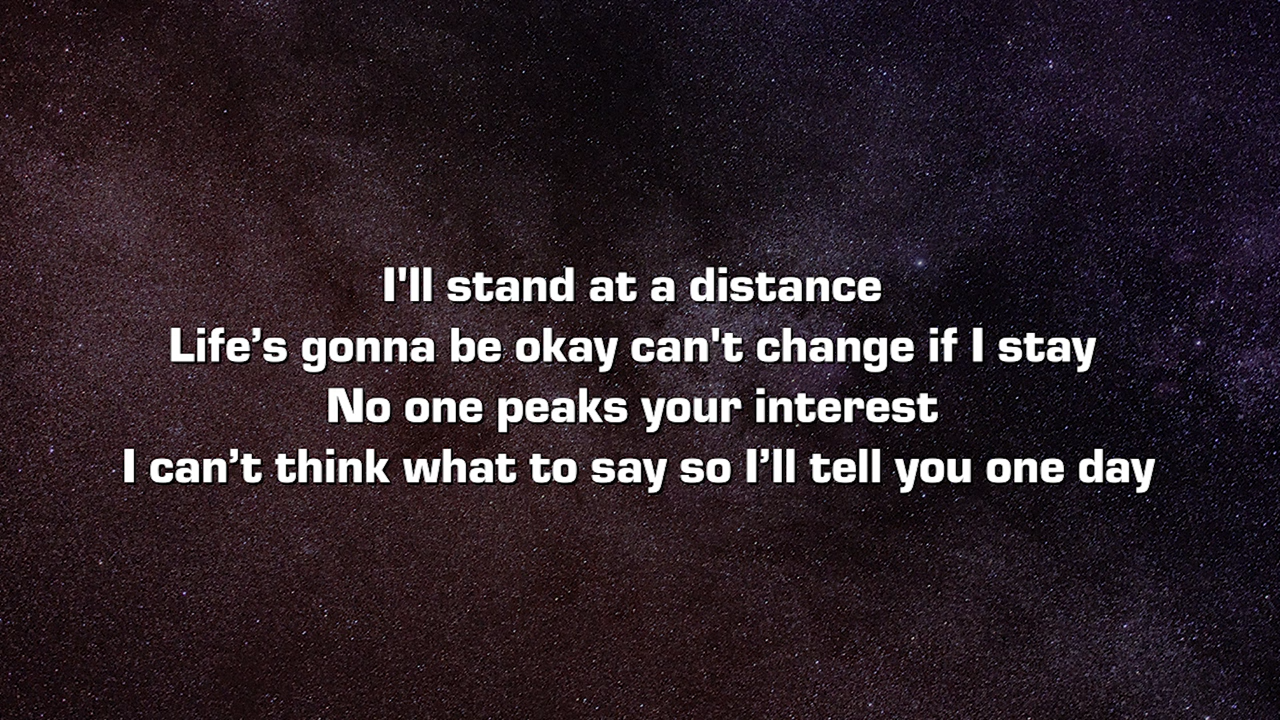 I'll stand at a distance
Life’s gonna be okay can't change if I stay
No one peaks your interest
I can’t think what to say so I’ll tell you one day